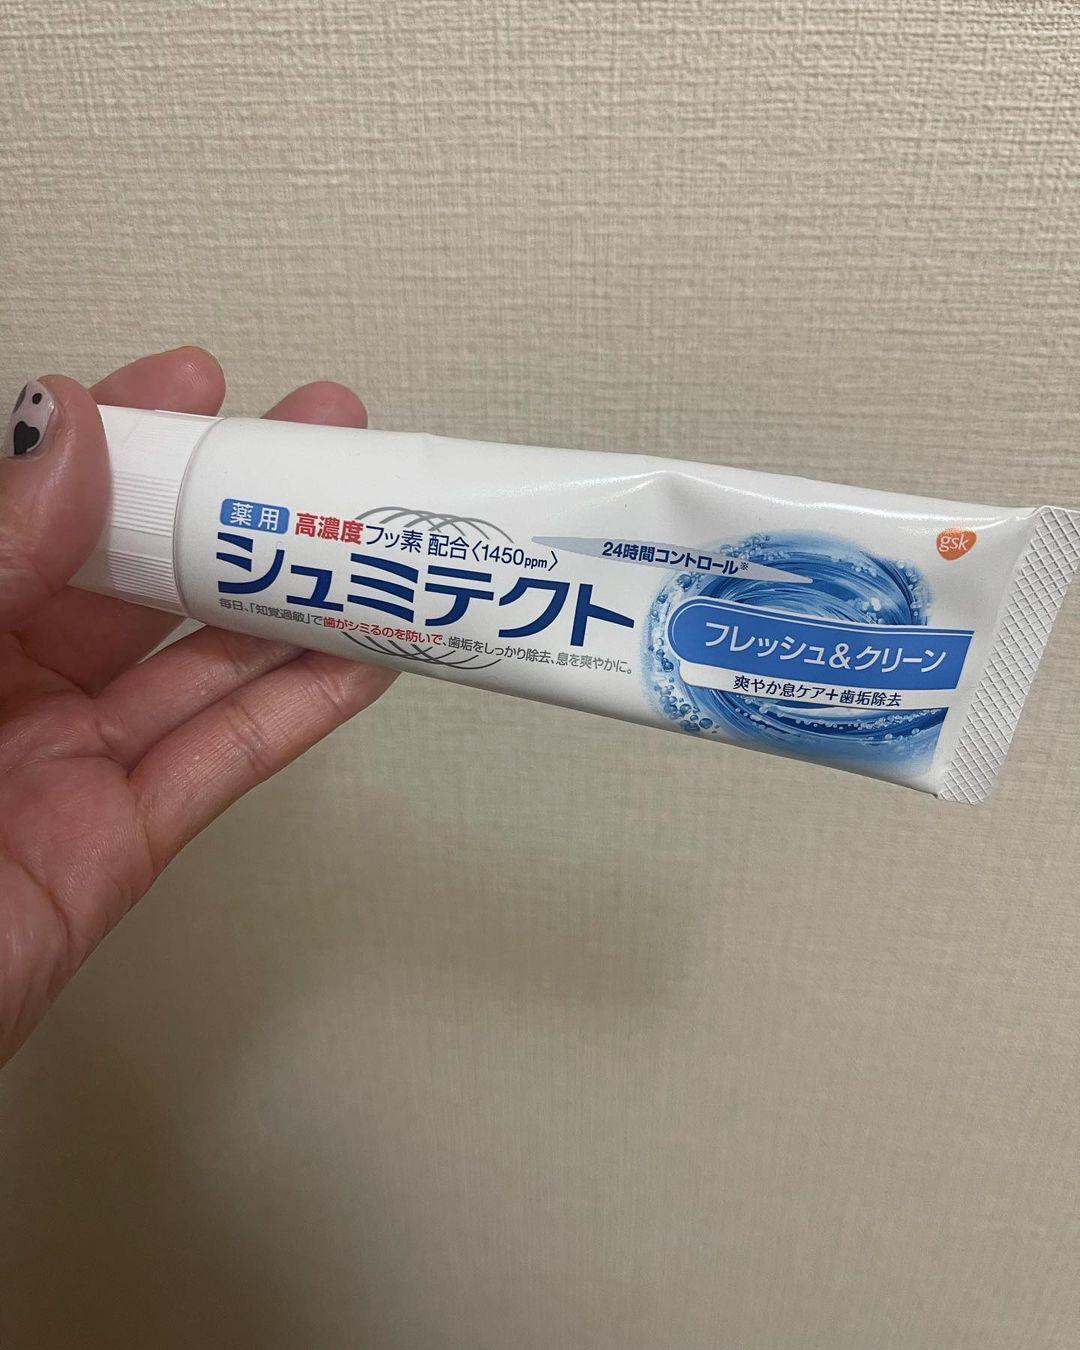 薬用 高濃度フッ素 配合〈1450ppm〉
シュミテクト
毎日、「知覚過敏」で歯がシミるのを防いで、歯垢をしっかり除去、息を爽やかに。
24時間コントロール※
gsk
フレッシュ&クリーン
爽やか息ケア+歯垢除去